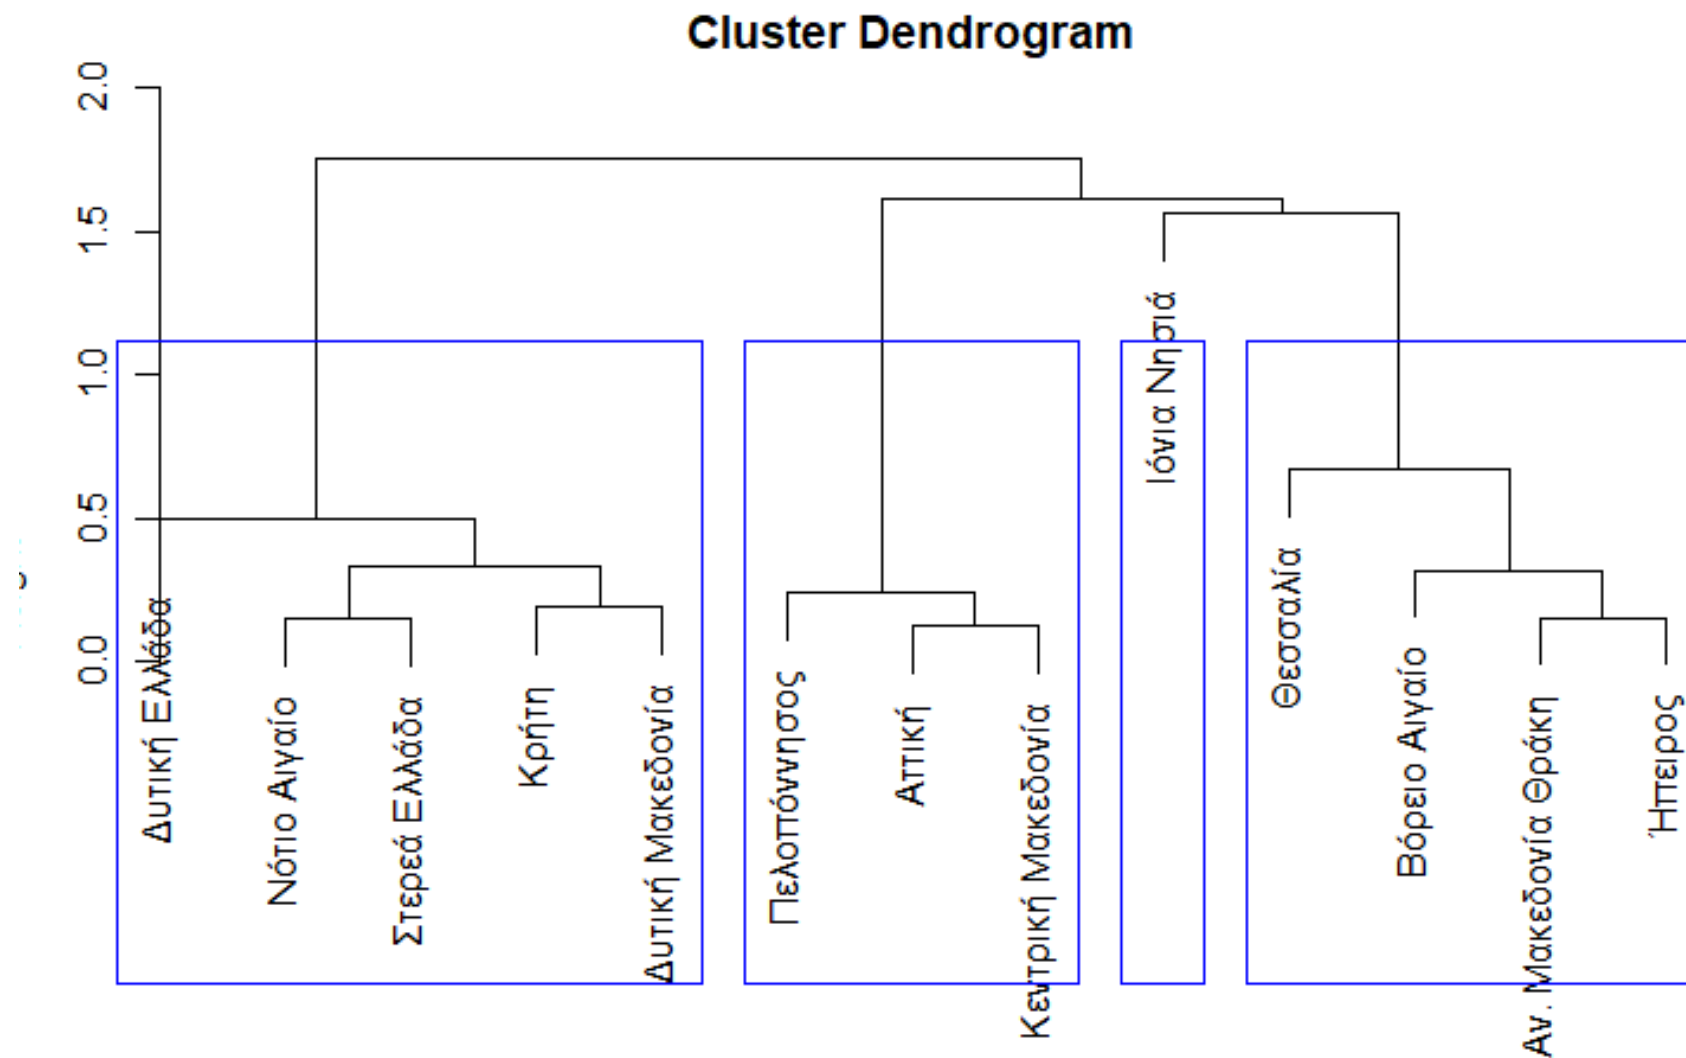 Cluster Dendrogram
2.0
1.5
1.0
0.5
0.0
Δυτική Ελλάδα
Νότιο Αιγαίο
Στερεά Ελλάδα
Κρήτη
Δυτική Μακεδονία
Πελοπόννησος
Αττική
Κεντρική Μακεδονία
Ιόνια Νησιά
Θεσσαλία
Βόρειο Αιγαίο
Αν. Μακεδονία Θράκη
Ήπειρος